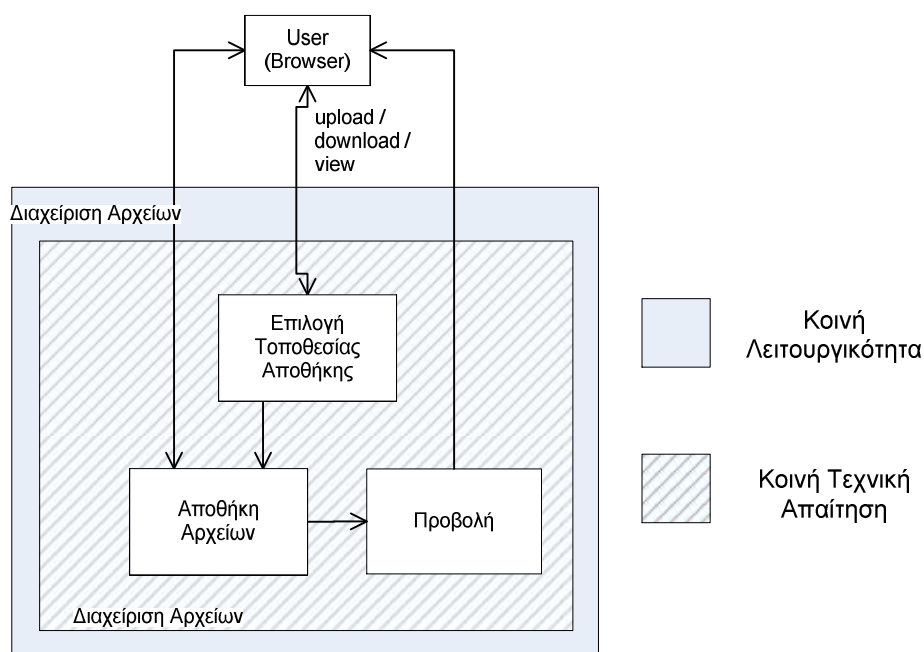 User
(Browser)
upload /
download /
view
Διαχείριση Αρχείων
Επιλογή
Τοποθεσίας
Αποθήκης
Κοινή
Λειτουργικότητα
Αποθήκη
Αρχείων
Προβολή
Κοινή Τεχνική
Απαίτηση
Διαχείριση Αρχείων